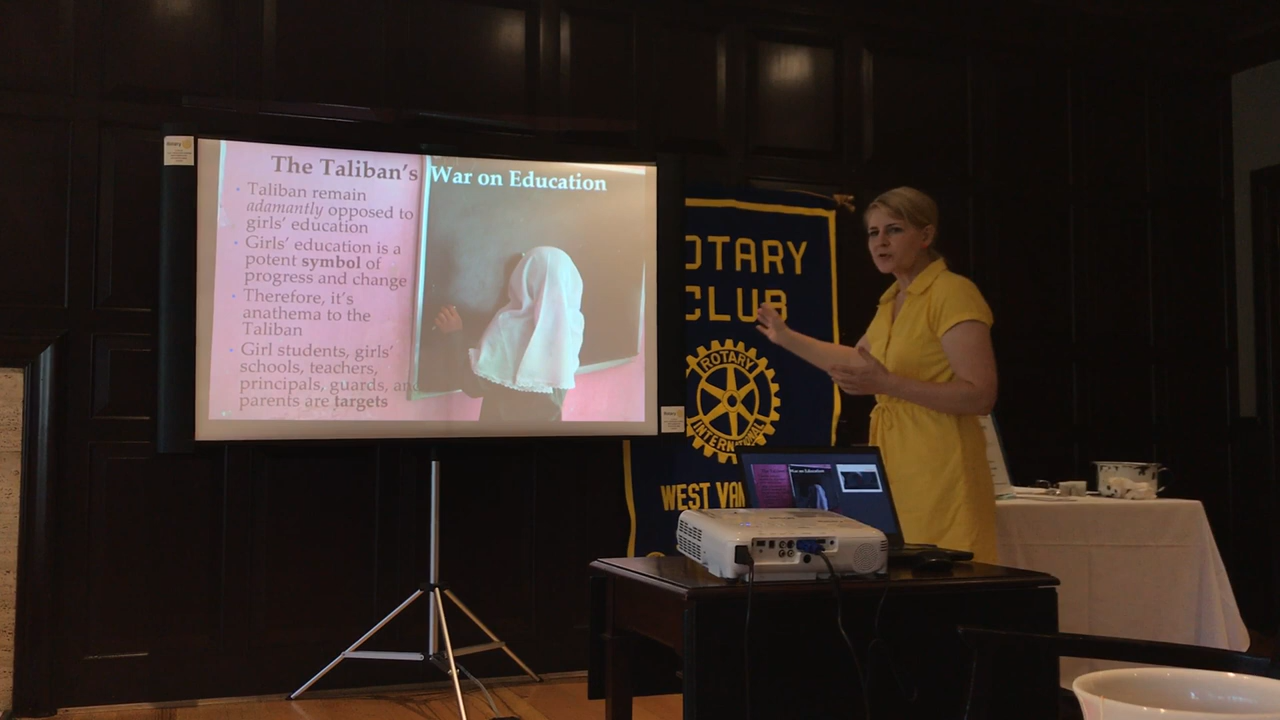 The Taliban's War on Education
Taliban remain
adamantly opposed to
girls' education
Girls' education is a
potent symbol of
progress and change
Therefore, it's
anathema to the
Taliban
Girl students, girls'
schools, teachers,
principals, guards, and
parents are targets
Rotary
Rotary
OTARY
CLUB
ROTARY
INTERNATIONAL
WEST VAN
War on Education